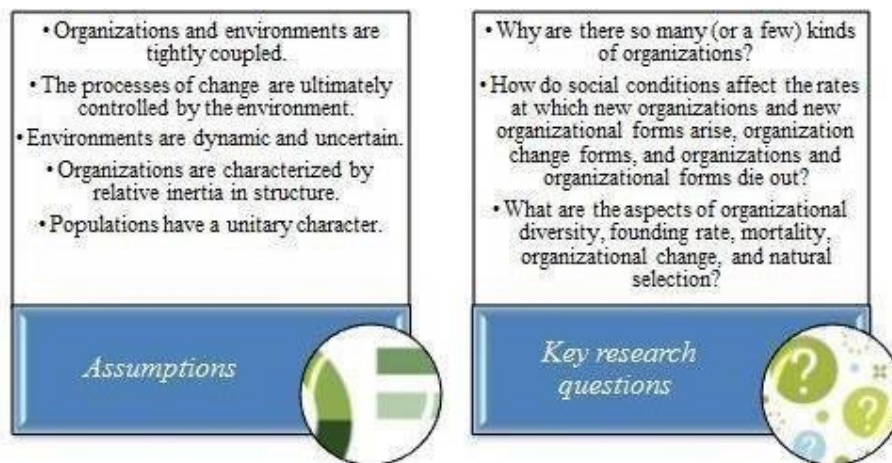 • Organizations and environments are
tightly coupled.
• The processes of change are ultimately
controlled by the environment.
• Environments are dynamic and uncertain.
• Organizations are characterized by
relative inertia in structure.
• Populations have a unitary character.
Assumptions
• Why are there so many (or a few) kinds
of organizations?
• How do social conditions affect the rates
at which new organizations and new
organizational forms arise, organization
change forms, and organizations and
organizational forms die out?
• What are the aspects of organizational
diversity, founding rate, mortality,
organizational change, and natural
selection?
Key research
questions